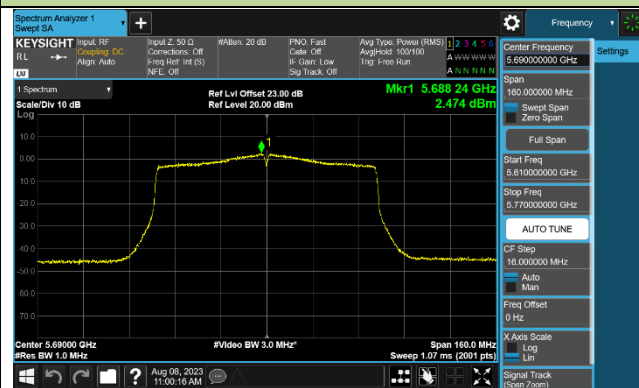 Spectrum Analyzer 1
Swept SA
Frequency
KEYSIGHT
RL
LXI
Input: RF
Coupling: DC
Align: Auto
Input Z: 50 Ω
Corrections: Off
Freq Ref: Int (S)
NFE: Off
#Atten: 20 dB
PNO: Fast
Gate: Off
IF Gain: Low
Sig Track: Off
Avg Type: Power (RMS)
Avg|Hold: 100/100
Trig: Free Run
1 2 3 4 5 6
A W W W W W
A N N N N N
1 Spectrum
Scale/Div 10 dB
Log
Ref Lvl Offset 23.00 dB
Ref Level 20.00 dBm
Mkr1 5.688 24 GHz
2.474 dBm
1
10.0
0.00
-10.0
-20.0
-30.0
-40.0
-50.0
-60.0
-70.0
Center 5.69000 GHz
#Res BW 1.0 MHz
#Video BW 3.0 MHz*
Span 160.0 MHz
Sweep 1.07 ms (2001 pts)
Aug 08, 2023
11:00:16 AM
Center Frequency
5.690000000 GHz
Settings
Span
160.000000 MHz
Swept Span
Zero Span
Full Span
Start Freq
5.610000000 GHz
Stop Freq
5.770000000 GHz
AUTO TUNE
CF Step
16.000000 MHz
Auto
Man
Freq Offset
0 Hz
X Axis Scale
Log
Lin
Signal Track
(Span Zoom)